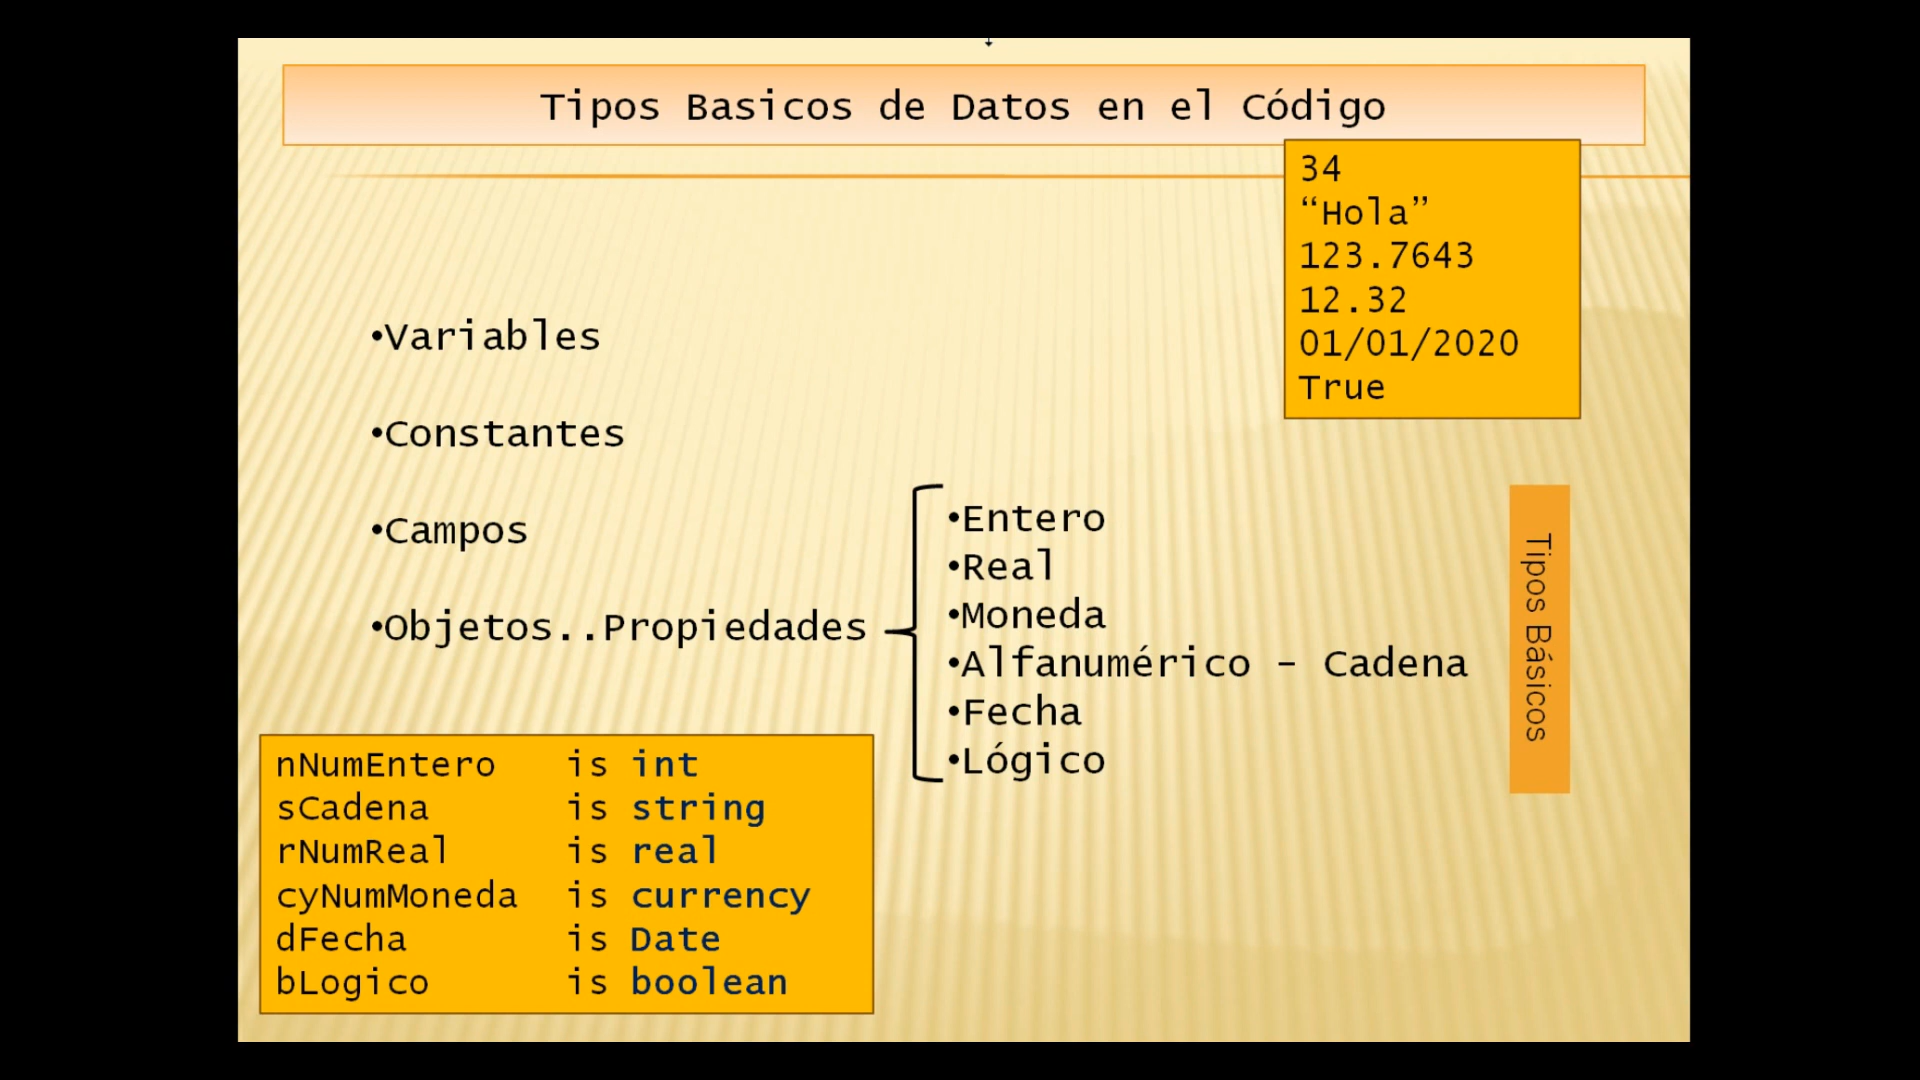 Tipos Basicos de Datos en el Código
34
“Hola”
123.7643
12.32
01/01/2020
True
•Variables
•Constantes
•Campos
•Objetos..Propiedades
•Entero
•Real
•Moneda
•Alfanumérico - Cadena
•Fecha
•Lógico
Tipos Básicos
nNumEntero is int
sCadena is string
rNumReal is real
cyNumMoneda is currency
dFecha is Date
bLogico is boolean